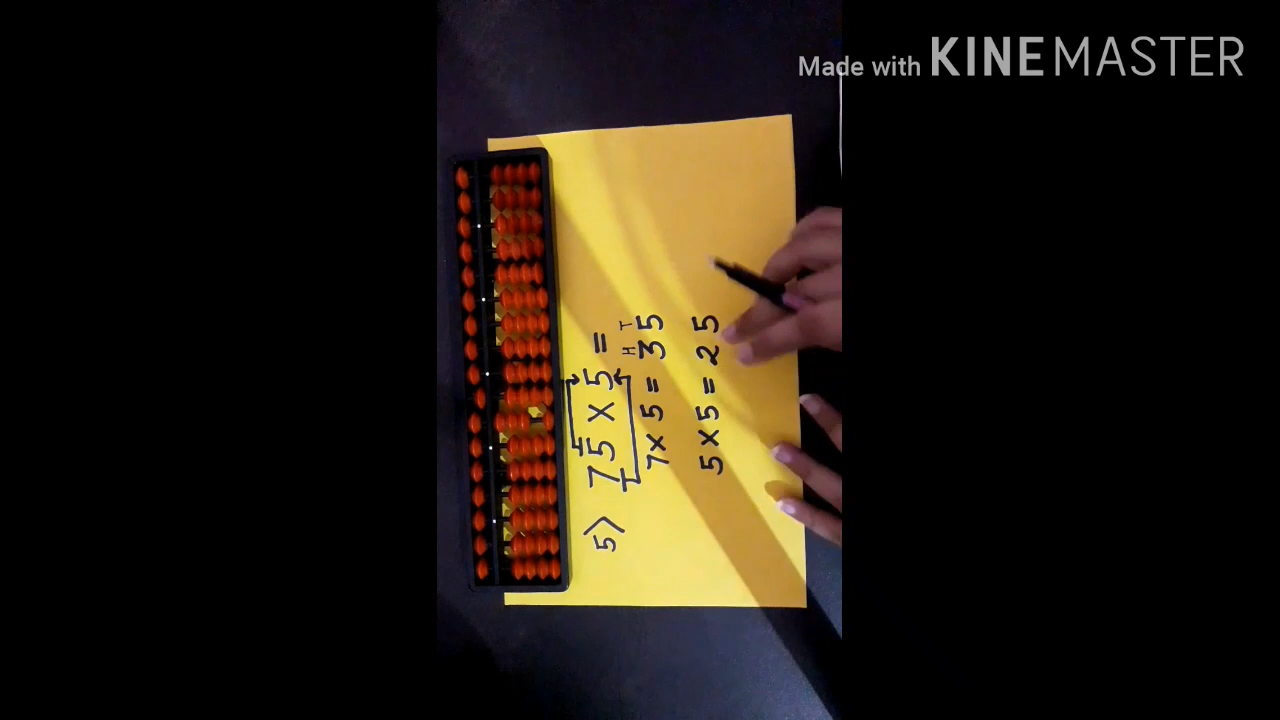 Made with KINEMASTER
5) 75 × 5 =
H T
7 × 5 = 35
5 × 5 = 25